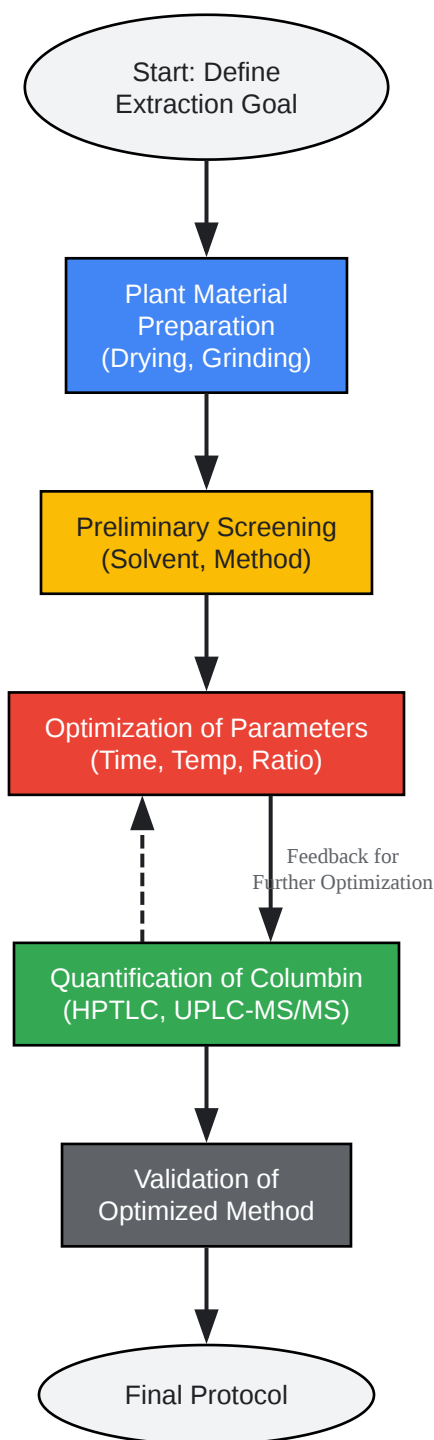 Start: Define
Extraction Goal
Plant Material
Preparation
(Drying, Grinding)
Preliminary Screening
(Solvent, Method)
Optimization of Parameters
(Time, Temp, Ratio)
Feedback for
Further Optimization
Quantification of Columbin
(HPTLC, UPLC-MS/MS)
Validation of
Optimized Method
Final Protocol